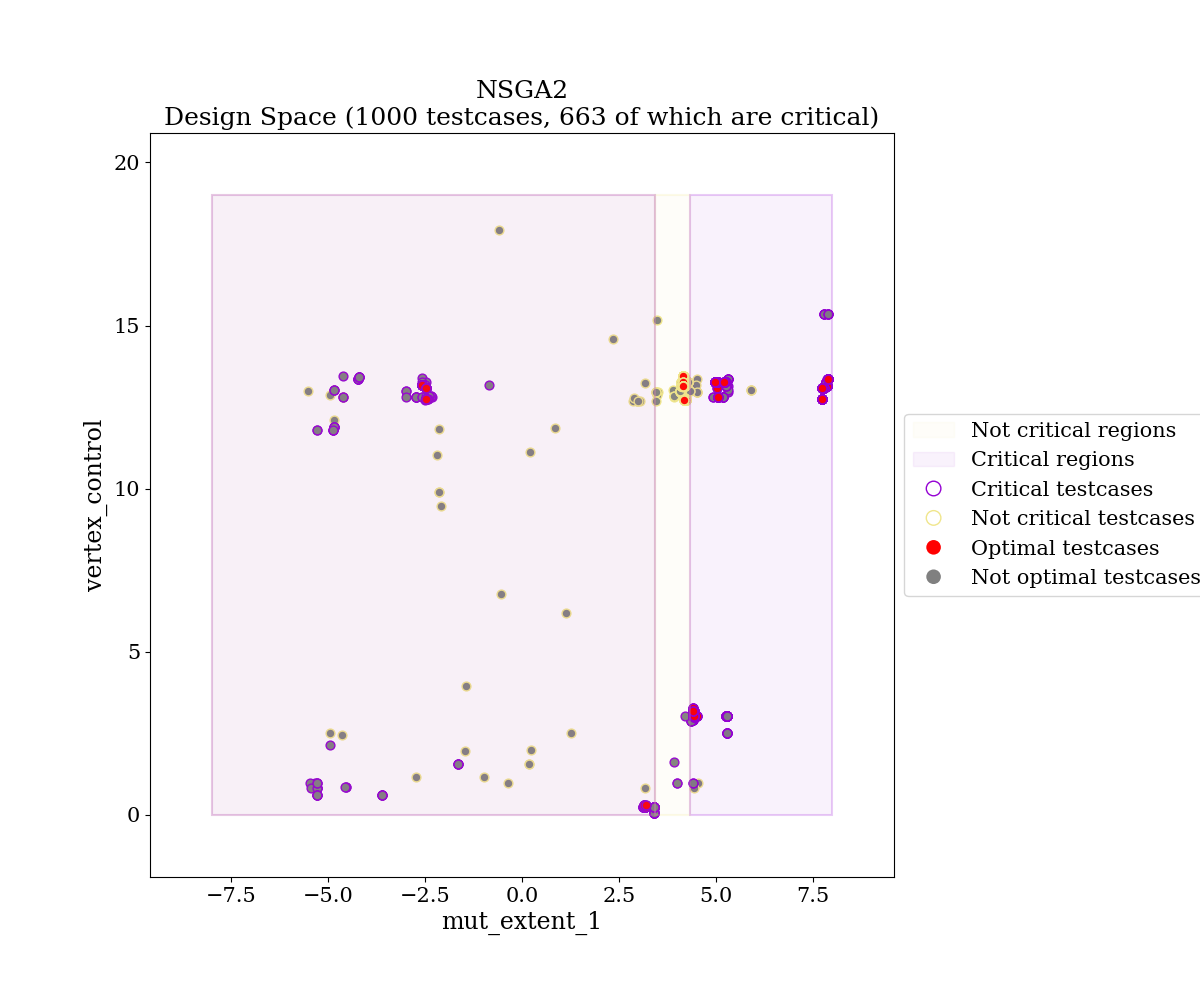 NSGA2
Design Space (1000 testcases, 663 of which are critical)
20
15
10
5
0
vertex_control
−7.5 −5.0 −2.5 0.0 2.5 5.0 7.5
mut_extent_1
Not critical regions
Critical regions
Critical testcases
Not critical testcases
Optimal testcases
Not optimal testcases